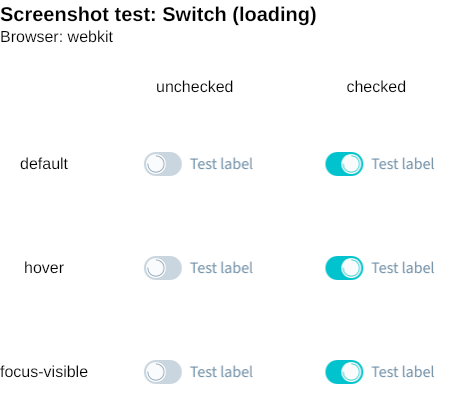 Screenshot test: Switch (loading)
Browser: webkit
unchecked checked
default Test label Test label
hover Test label Test label
focus-visible Test label Test label